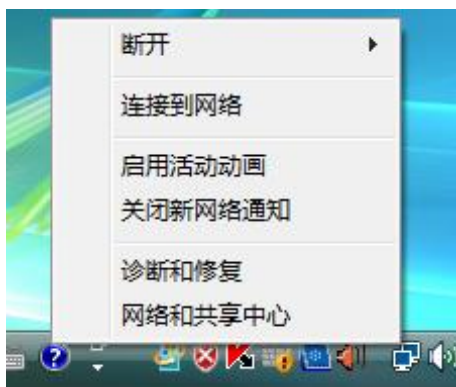 断开
连接到网络
启用活动动画
关闭新网络通知
诊断和修复
网络和共享中心